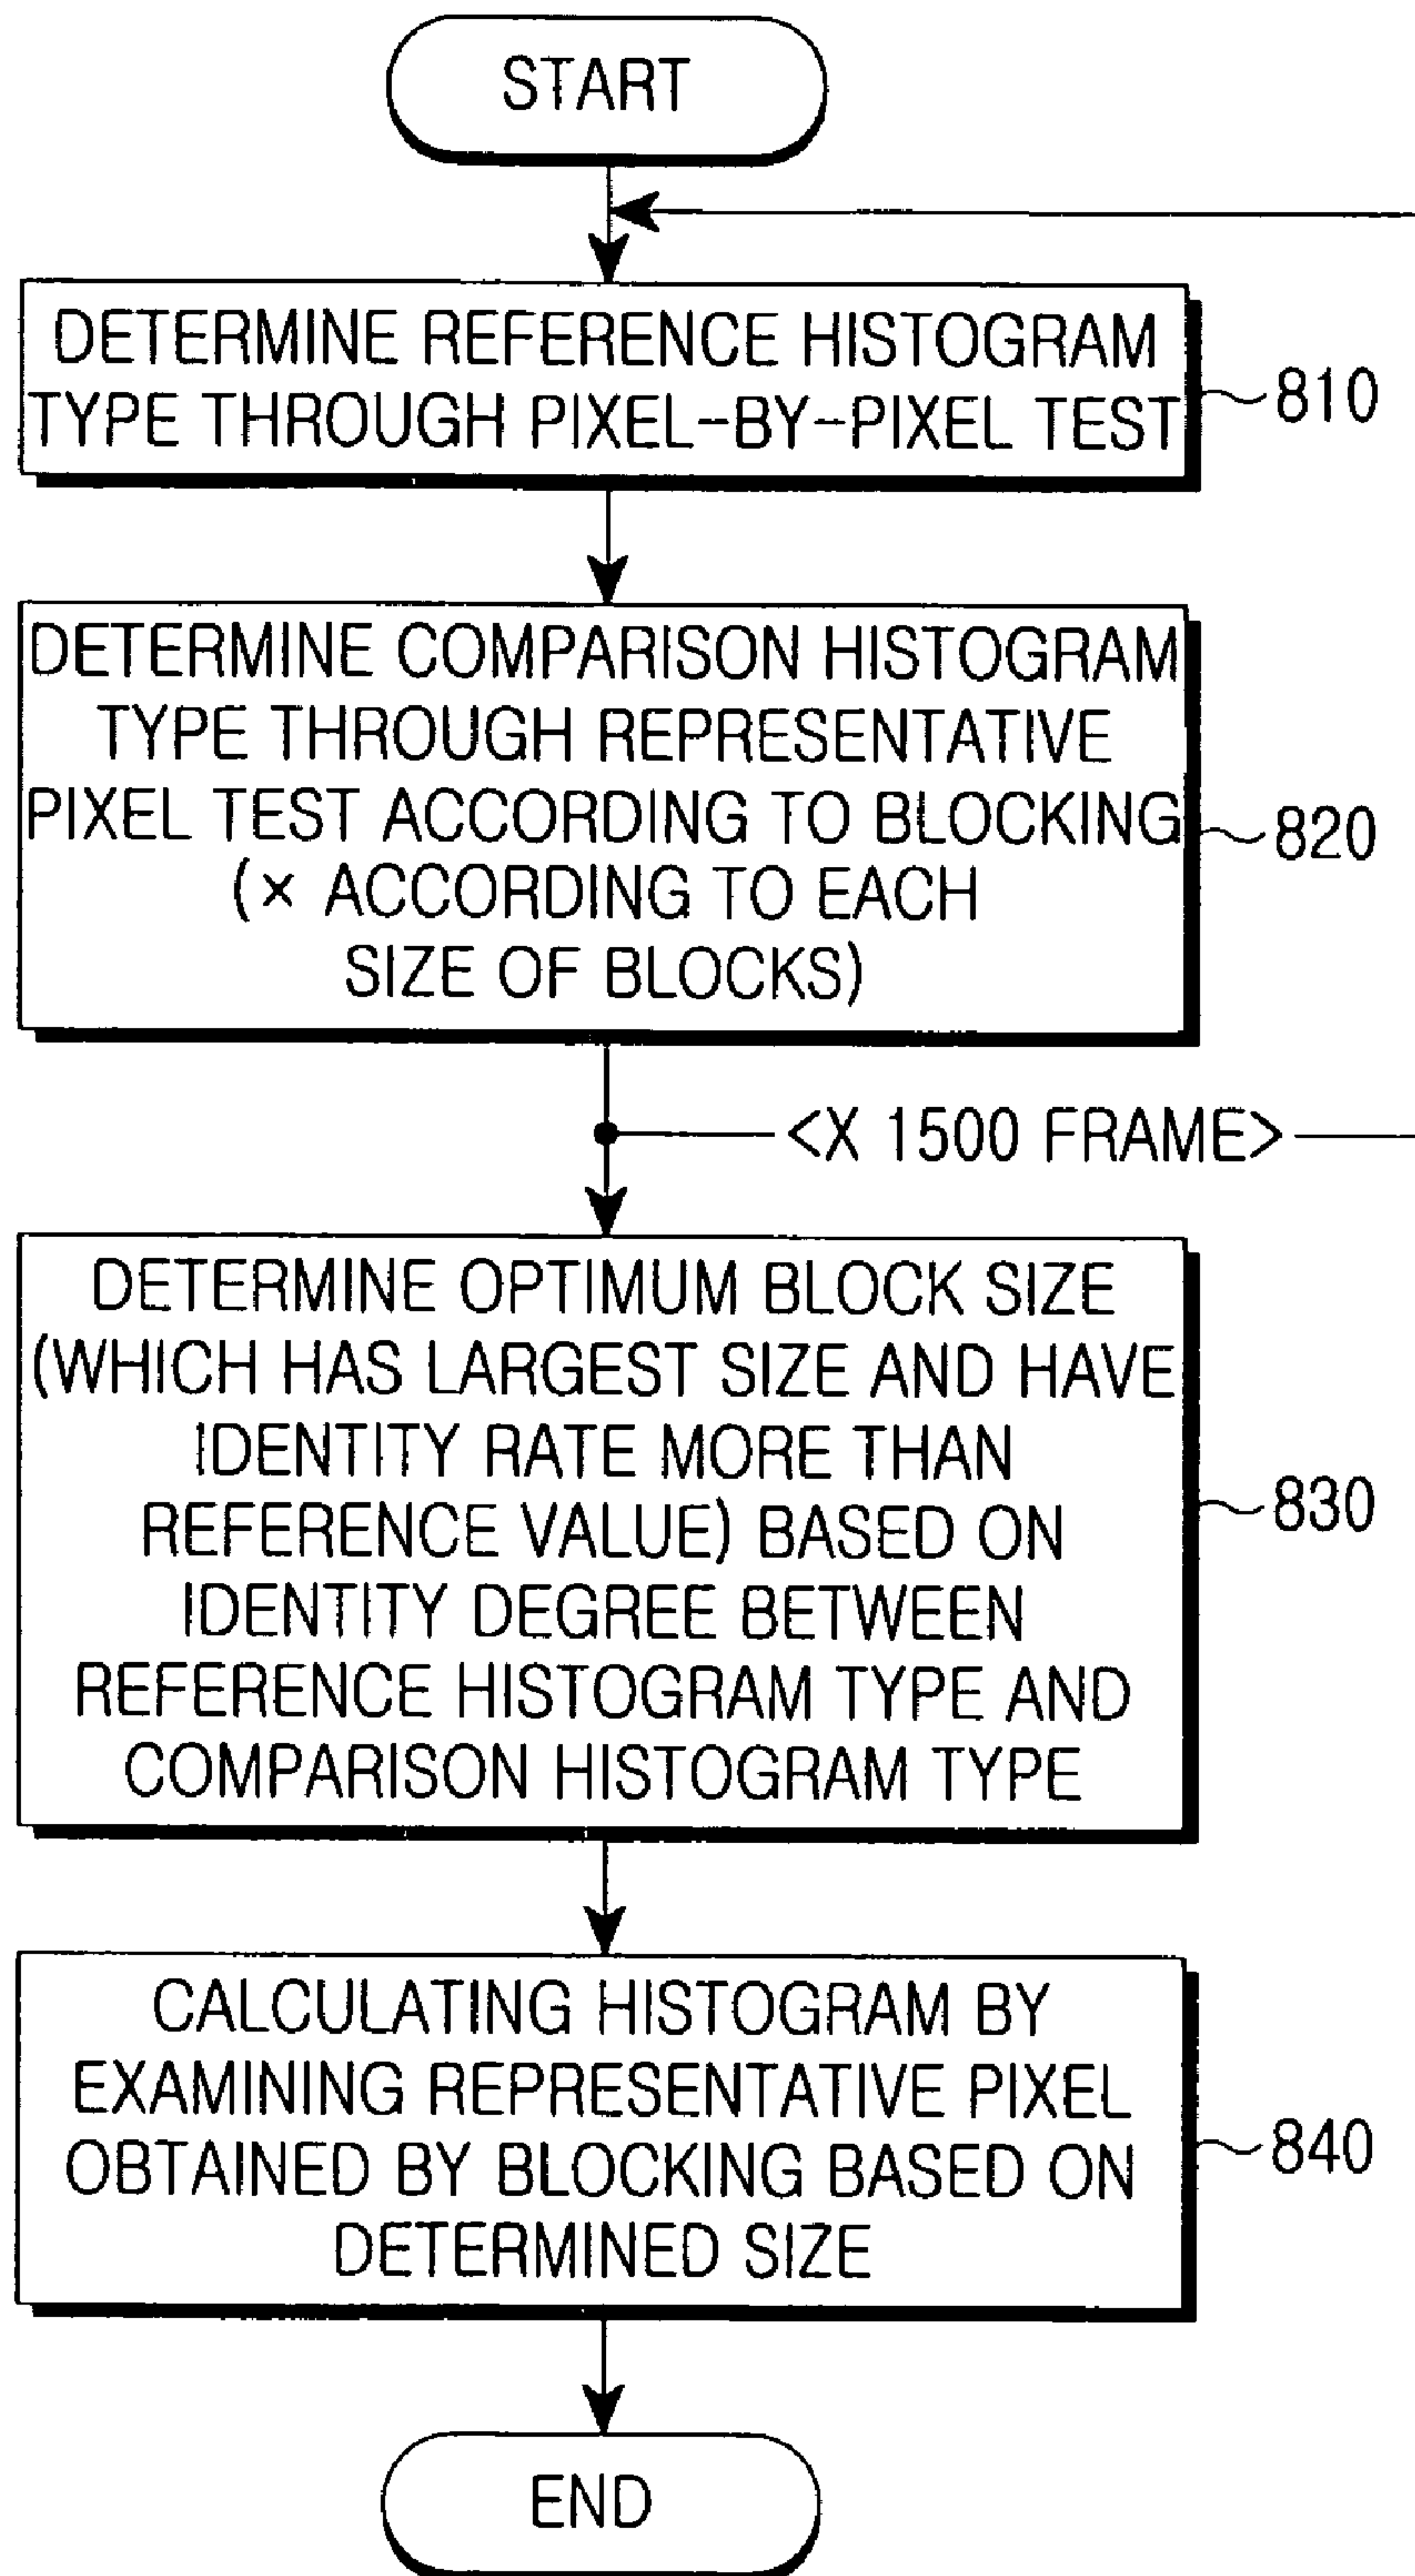 START
DETERMINE REFERENCE HISTOGRAM
TYPE THROUGH PIXEL-BY-PIXEL TEST
810
DETERMINE COMPARISON HISTOGRAM
TYPE THROUGH REPRESENTATIVE
PIXEL TEST ACCORDING TO BLOCKING
(× ACCORDING TO EACH
SIZE OF BLOCKS)
820
<X 1500 FRAME>
DETERMINE OPTIMUM BLOCK SIZE
(WHICH HAS LARGEST SIZE AND HAVE
IDENTITY RATE MORE THAN
REFERENCE VALUE) BASED ON
IDENTITY DEGREE BETWEEN
REFERENCE HISTOGRAM TYPE AND
COMPARISON HISTOGRAM TYPE
830
CALCULATING HISTOGRAM BY
EXAMINING REPRESENTATIVE PIXEL
OBTAINED BY BLOCKING BASED ON
DETERMINED SIZE
840
END